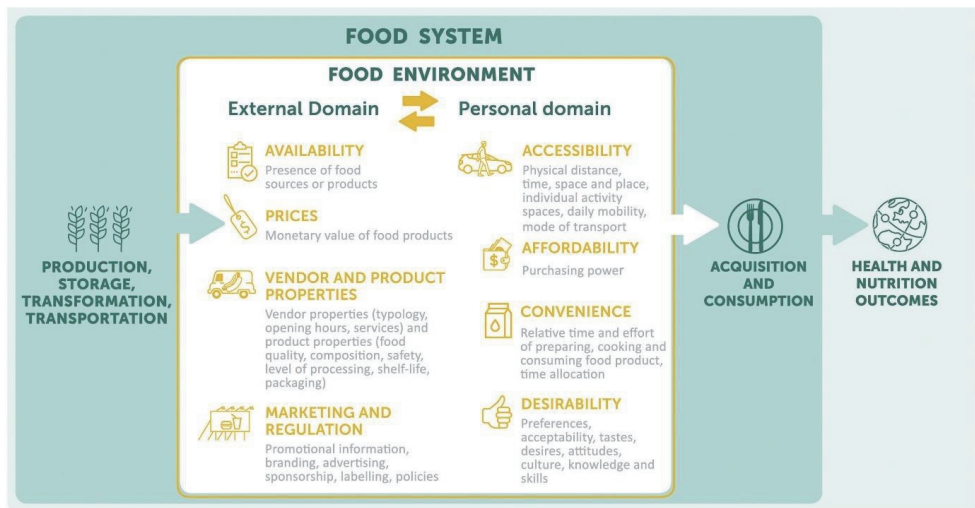 FOOD SYSTEM
FOOD ENVIRONMENT
External Domain
Personal domain
PRODUCTION,
STORAGE,
TRANSFORMATION,
TRANSPORTATION
AVAILABILITY
Presence of food
sources or products
PRICES
Monetary value of food products
VENDOR AND PRODUCT
PROPERTIES
Vendor properties (typology,
opening hours, services) and
product properties (food
quality, composition, safety,
level of processing, shelf-life,
packaging)
MARKETING AND
REGULATION
Promotional information,
branding, advertising,
sponsorship, labelling, policies
ACCESSIBILITY
Physical distance,
time, space and place,
individual activity
spaces, daily mobility,
mode of transport
AFFORDABILITY
Purchasing power
CONVENIENCE
Relative time and effort
of preparing, cooking and
consuming food product,
time allocation
DESIRABILITY
Preferences,
acceptability, tastes,
desires, attitudes,
culture, knowledge and
skills
ACQUISITION
AND
CONSUMPTION
HEALTH AND
NUTRITION
OUTCOMES